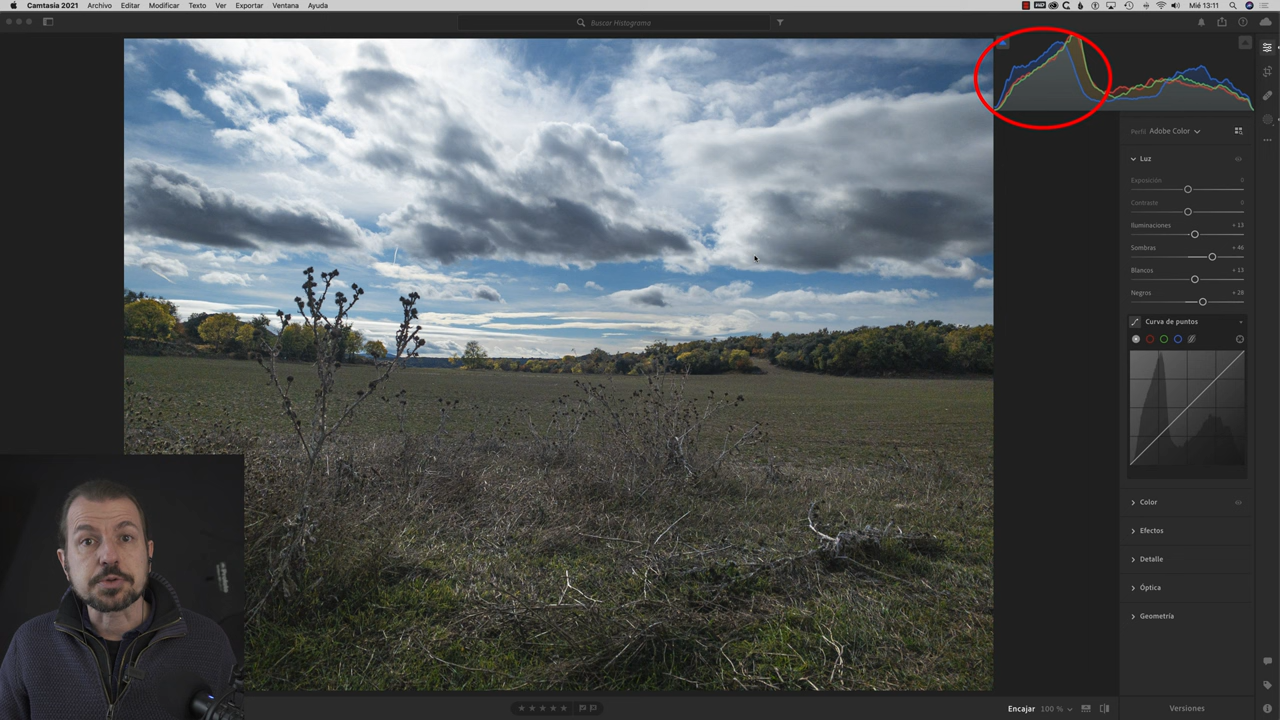 Camtasia 2021 Archivo Editar Modificar Texto Ver Exportar Ventana Ayuda Mié 13:11
Buscar Histograma
Perfil Adobe Color
Luz
Exposición 0
Contraste 0
Iluminaciones + 13
Sombras + 46
Blancos + 13
Negros + 28
Curva de puntos
Color
Efectos
Detalle
Óptica
Geometría
Encajar 100 % Versiones